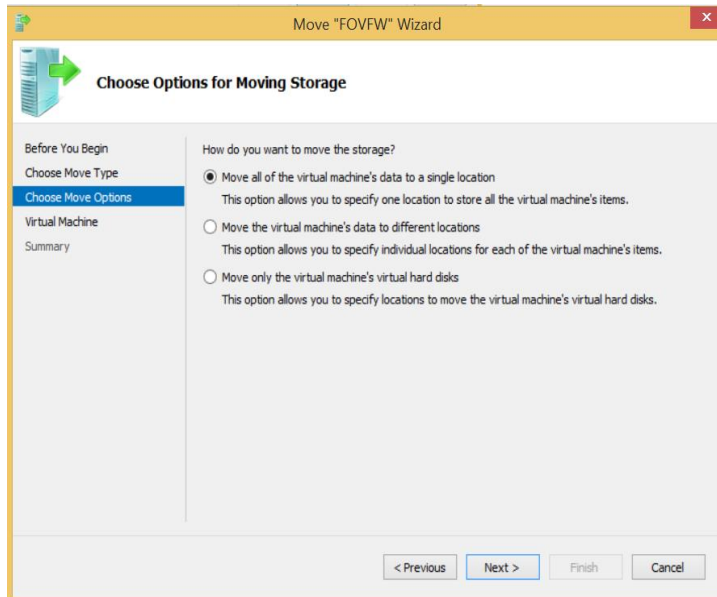 Move "FOVFW" Wizard
x
Choose Options for Moving Storage
Before You Begin
Choose Move Type
Choose Move Options
Virtual Machine
Summary
How do you want to move the storage?
Move all of the virtual machine's data to a single location
This option allows you to specify one location to store all the virtual machine's items.
Move the virtual machine's data to different locations
This option allows you to specify individual locations for each of the virtual machine's items.
Move only the virtual machine's virtual hard disks
This option allows you to specify locations to move the virtual machine's virtual hard disks.
< Previous
Next >
Finish
Cancel